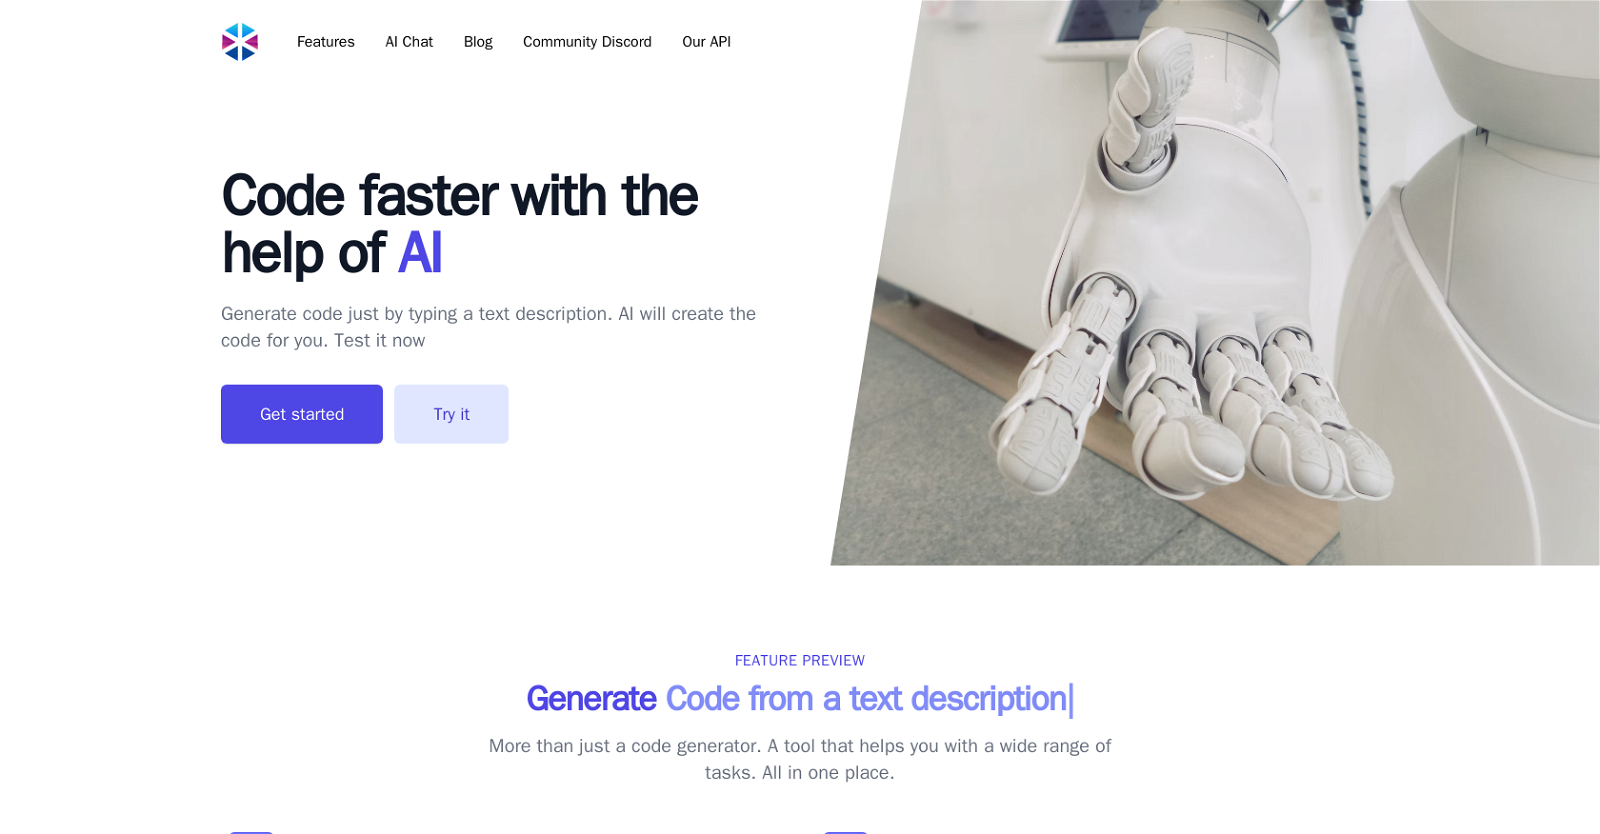 Features AI Chat Blog Community Discord Our API
Code faster with the
help of AI
Generate code just by typing a text description. AI will create the
code for you. Test it now
Get started Try it
FEATURE PREVIEW
Generate Code from a text description
More than just a code generator. A tool that helps you with a wide range of
tasks. All in one place.